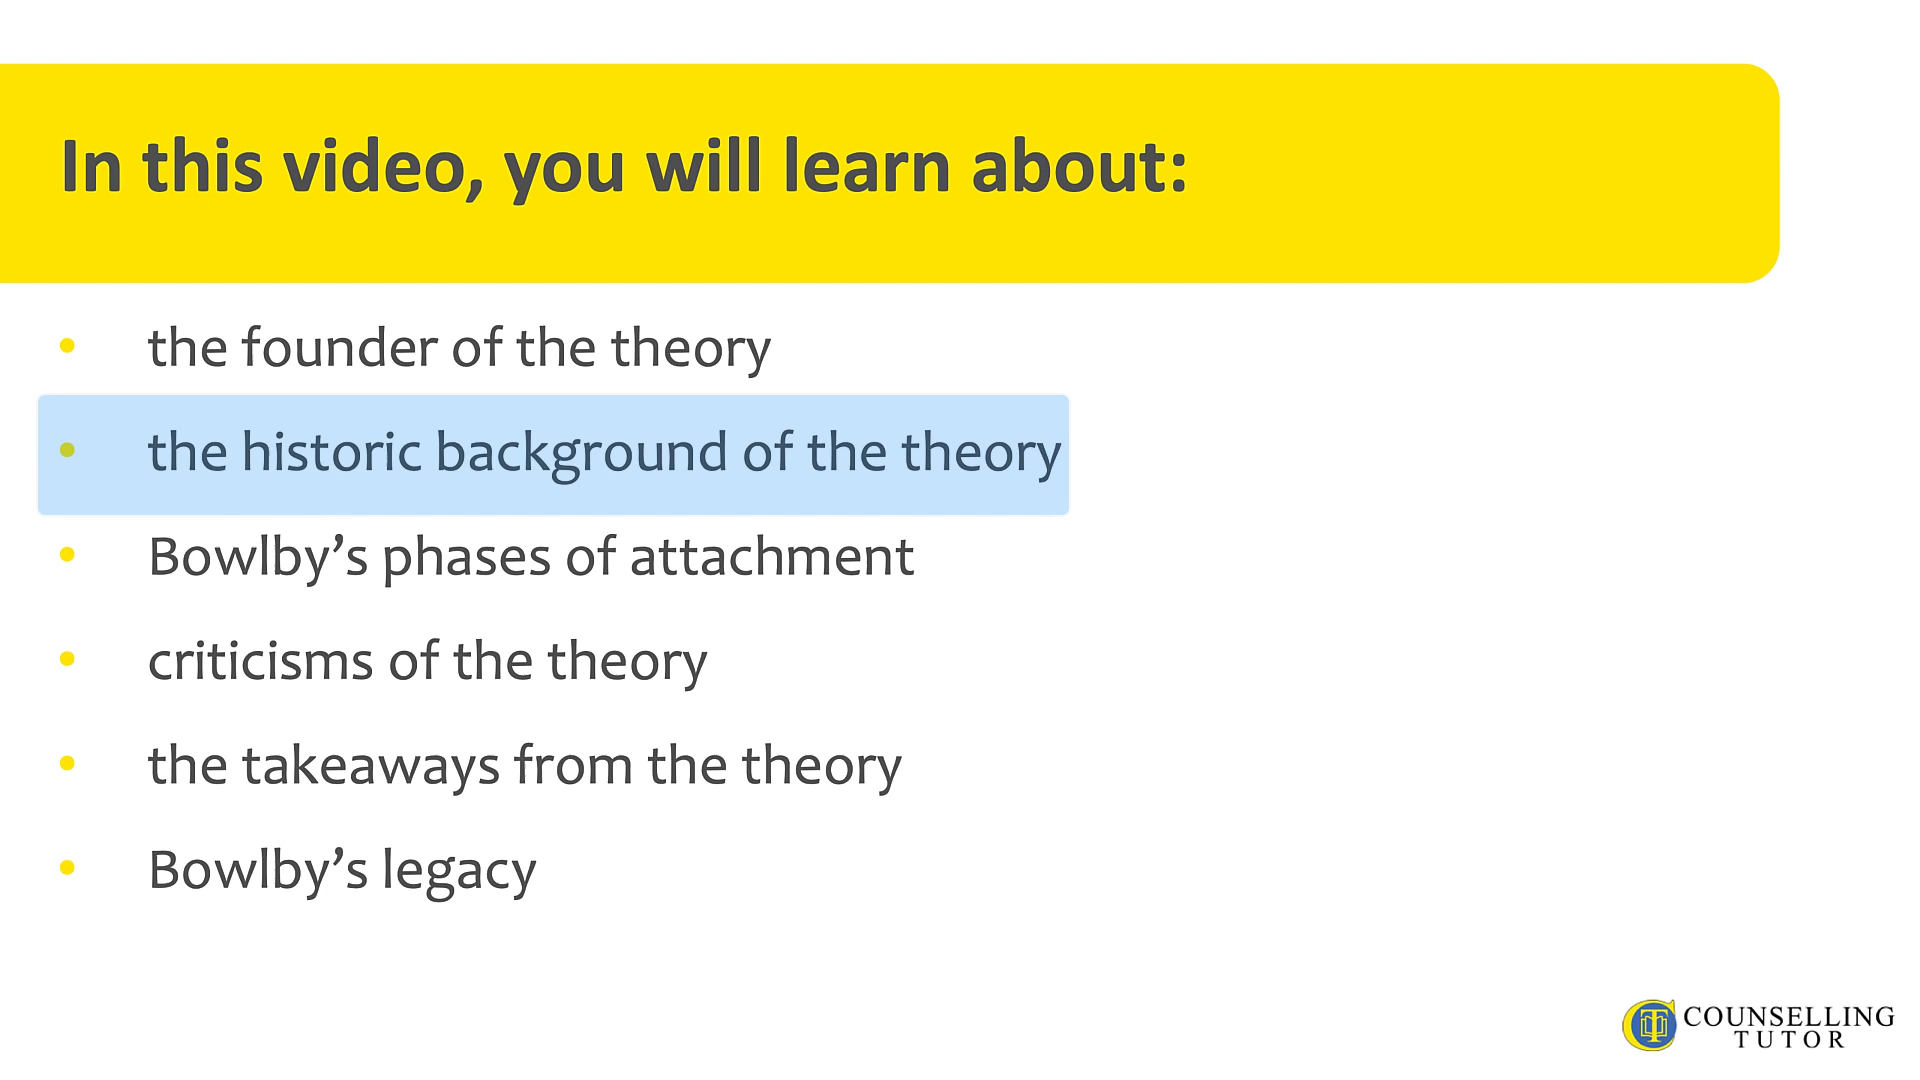 In this video, you will learn about:
• the founder of the theory
• the historic background of the theory
• Bowlby’s phases of attachment
• criticisms of the theory
• the takeaways from the theory
• Bowlby’s legacy
COUNSELLING
TUTOR